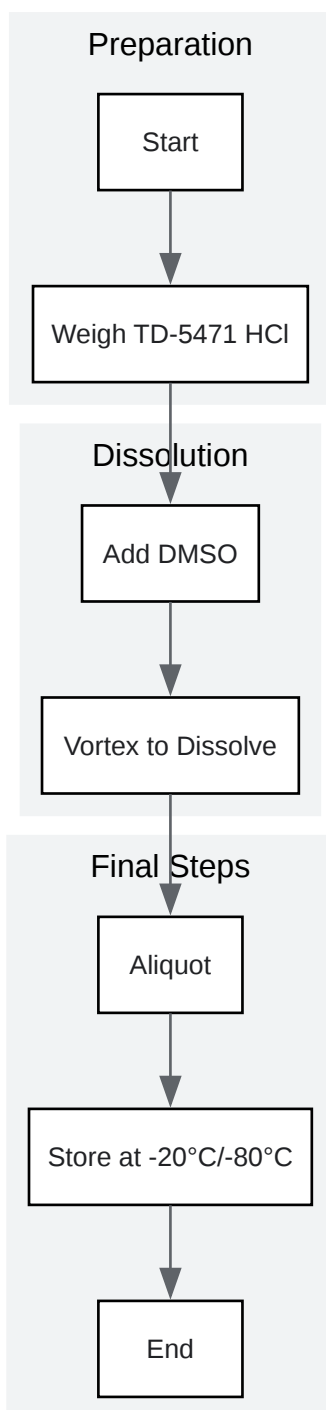 Preparation
Start
Weigh TD-5471 HCl
Dissolution
Add DMSO
Vortex to Dissolve
Final Steps
Aliquot
Store at -20°C/-80°C
End